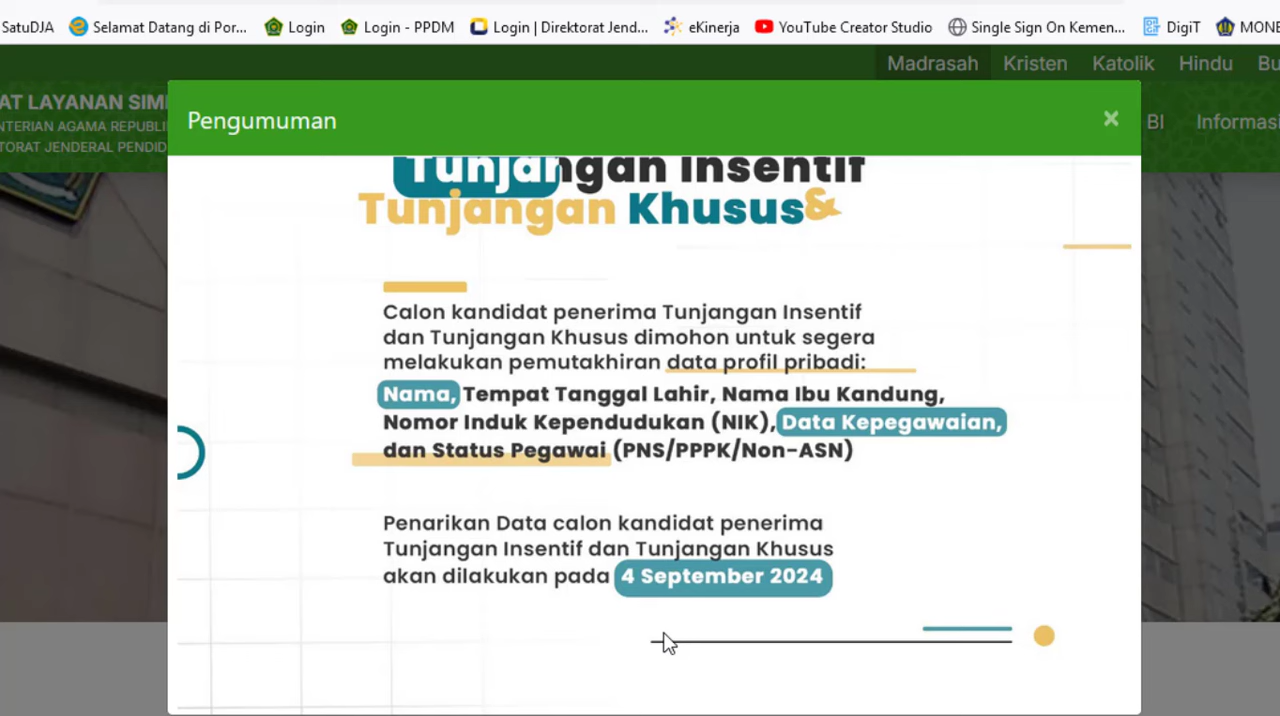 SatuDJA Selamat Datang di Por... Login Login - PPDM Login | Direktorat Jend... eKinerja YouTube Creator Studio Single Sign On Kemen... DigiT MONE
Madrasah Kristen Katolik Hindu Bu
AT LAYANAN SIM
NTERIAN AGAMA REPUBLI
TORAT JENDERAL PENDID
BI Informasi
Pengumuman ×
Tunjangan Insentif
Tunjangan Khusus&
Calon kandidat penerima Tunjangan Insentif
dan Tunjangan Khusus dimohon untuk segera
melakukan pemutakhiran data profil pribadi:
Nama, Tempat Tanggal Lahir, Nama Ibu Kandung,
Nomor Induk Kependudukan (NIK), Data Kepegawaian,
dan Status Pegawai (PNS/PPPK/Non-ASN)
Penarikan Data calon kandidat penerima
Tunjangan Insentif dan Tunjangan Khusus
akan dilakukan pada 4 September 2024